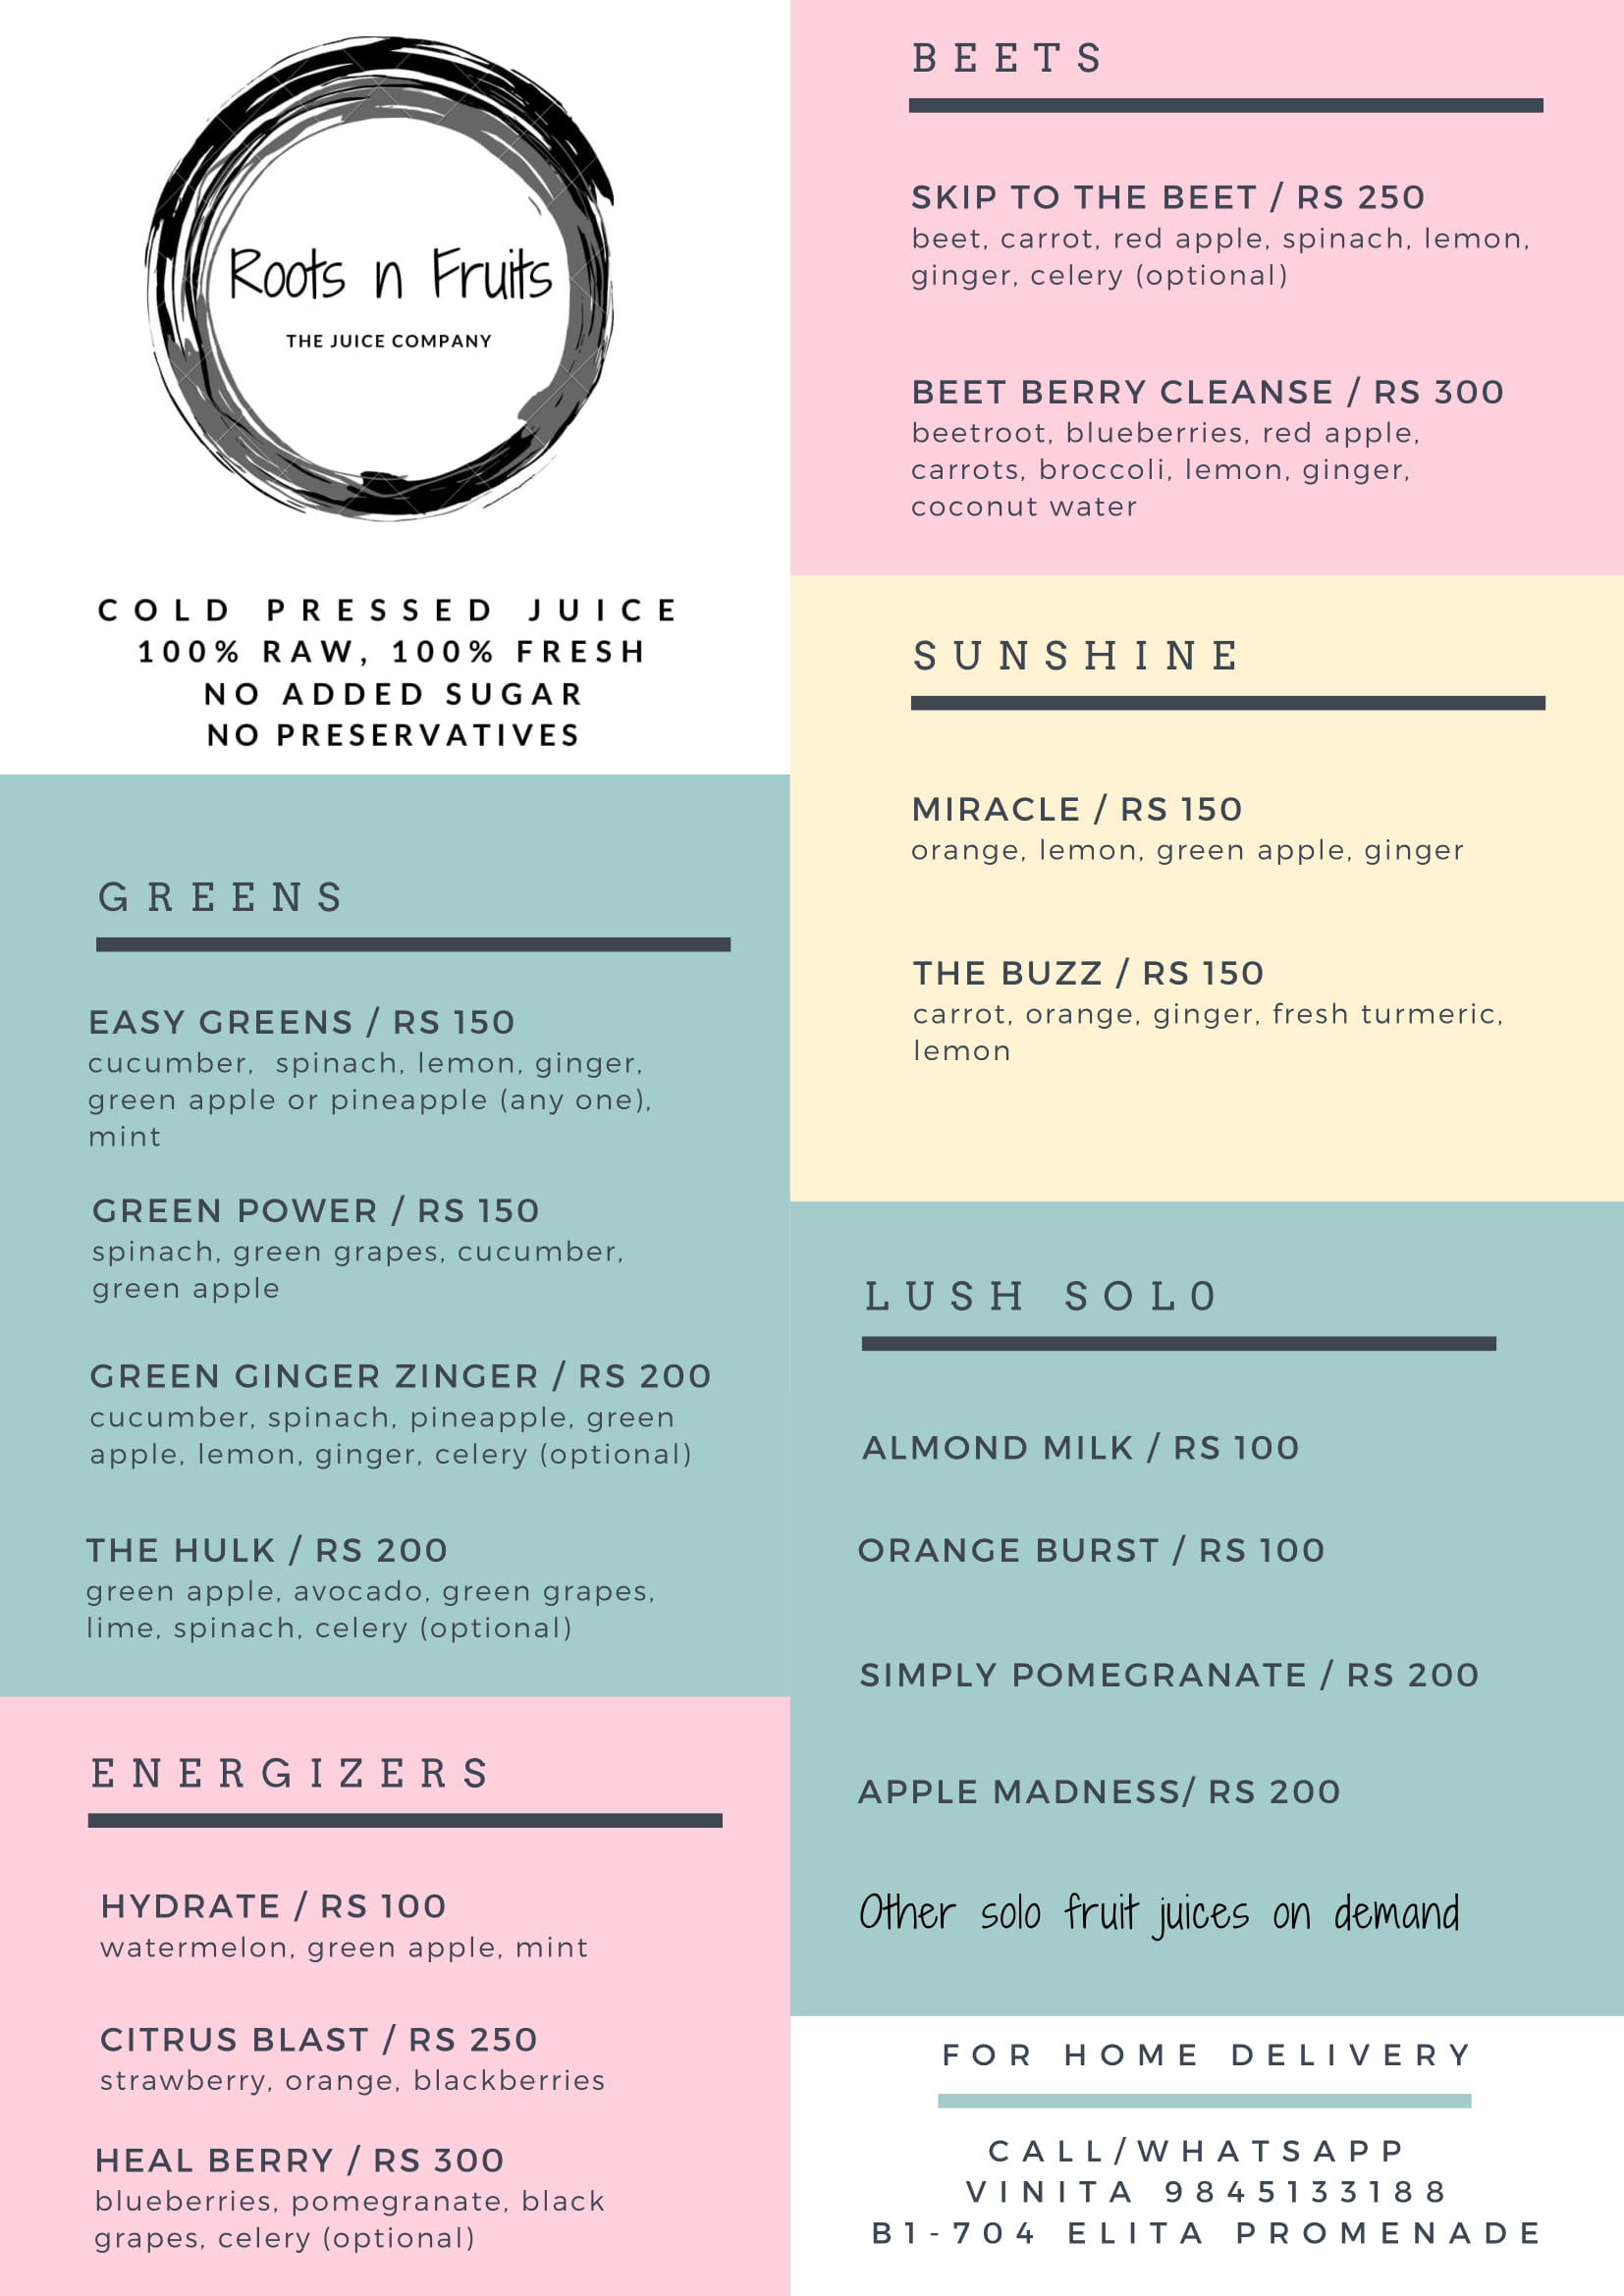 Roots n Fruits
THE JUICE COMPANY
COLD PRESSED JUICE
100% RAW, 100% FRESH
NO ADDED SUGAR
NO PRESERVATIVES
GREENS
EASY GREENS / RS 150
cucumber,  spinach, lemon, ginger,
green apple or pineapple (any one),
mint
GREEN POWER / RS 150
spinach, green grapes, cucumber,
green apple
GREEN GINGER ZINGER / RS 200
cucumber, spinach, pineapple, green
apple, lemon, ginger, celery (optional)
THE HULK / RS 200
green apple, avocado, green grapes,
lime, spinach, celery (optional)
ENERGIZERS
HYDRATE / RS 100
watermelon, green apple, mint
CITRUS BLAST / RS 250
strawberry, orange, blackberries
HEAL BERRY / RS 300
blueberries, pomegranate, black
grapes, celery (optional)
BEETS
SKIP TO THE BEET / RS 250
beet, carrot, red apple, spinach, lemon,
ginger, celery (optional)
BEET BERRY CLEANSE / RS 300
beetroot, blueberries, red apple,
carrots, broccoli, lemon, ginger,
coconut water
SUNSHINE
MIRACLE / RS 150
orange, lemon, green apple, ginger
THE BUZZ / RS 150
carrot, orange, ginger, fresh turmeric,
lemon
LUSH SOL0
ALMOND MILK / RS 100
ORANGE BURST / RS 100
SIMPLY POMEGRANATE / RS 200
APPLE MADNESS/ RS 200
Other solo fruit juices on demand
FOR HOME DELIVERY
CALL/WHATSAPP
VINITA 9845133188
B1-704 ELITA PROMENADE